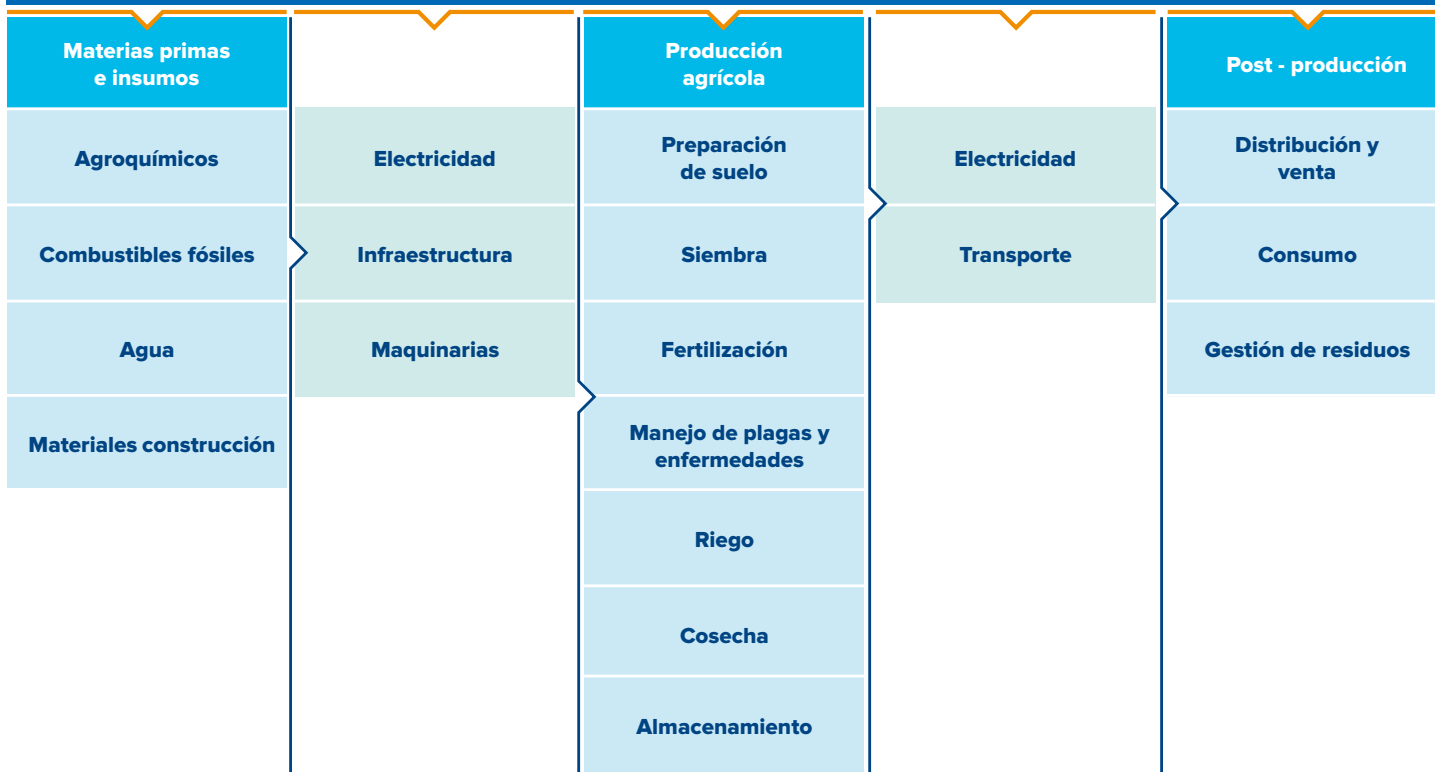 Materias primas
e insumos
Agroquímicos
Combustibles fósiles
Agua
Materiales construcción
Electricidad
Infraestructura
Maquinarias
Producción
agrícola
Preparación
de suelo
Siembra
Fertilización
Manejo de plagas y
enfermedades
Riego
Cosecha
Almacenamiento
Electricidad
Transporte
Post - producción
Distribución y
venta
Consumo
Gestión de residuos